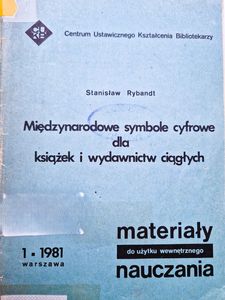 Centrum Ustawicznego Kształcenia Bibliotekarzy
Stanisław Rybandt
Międzynarodowe symbole cyfrowe
dla
książek i wydawnictw ciągłych
1 • 1981
warszawa
materiały
do użytku wewnętrznego
nauczania